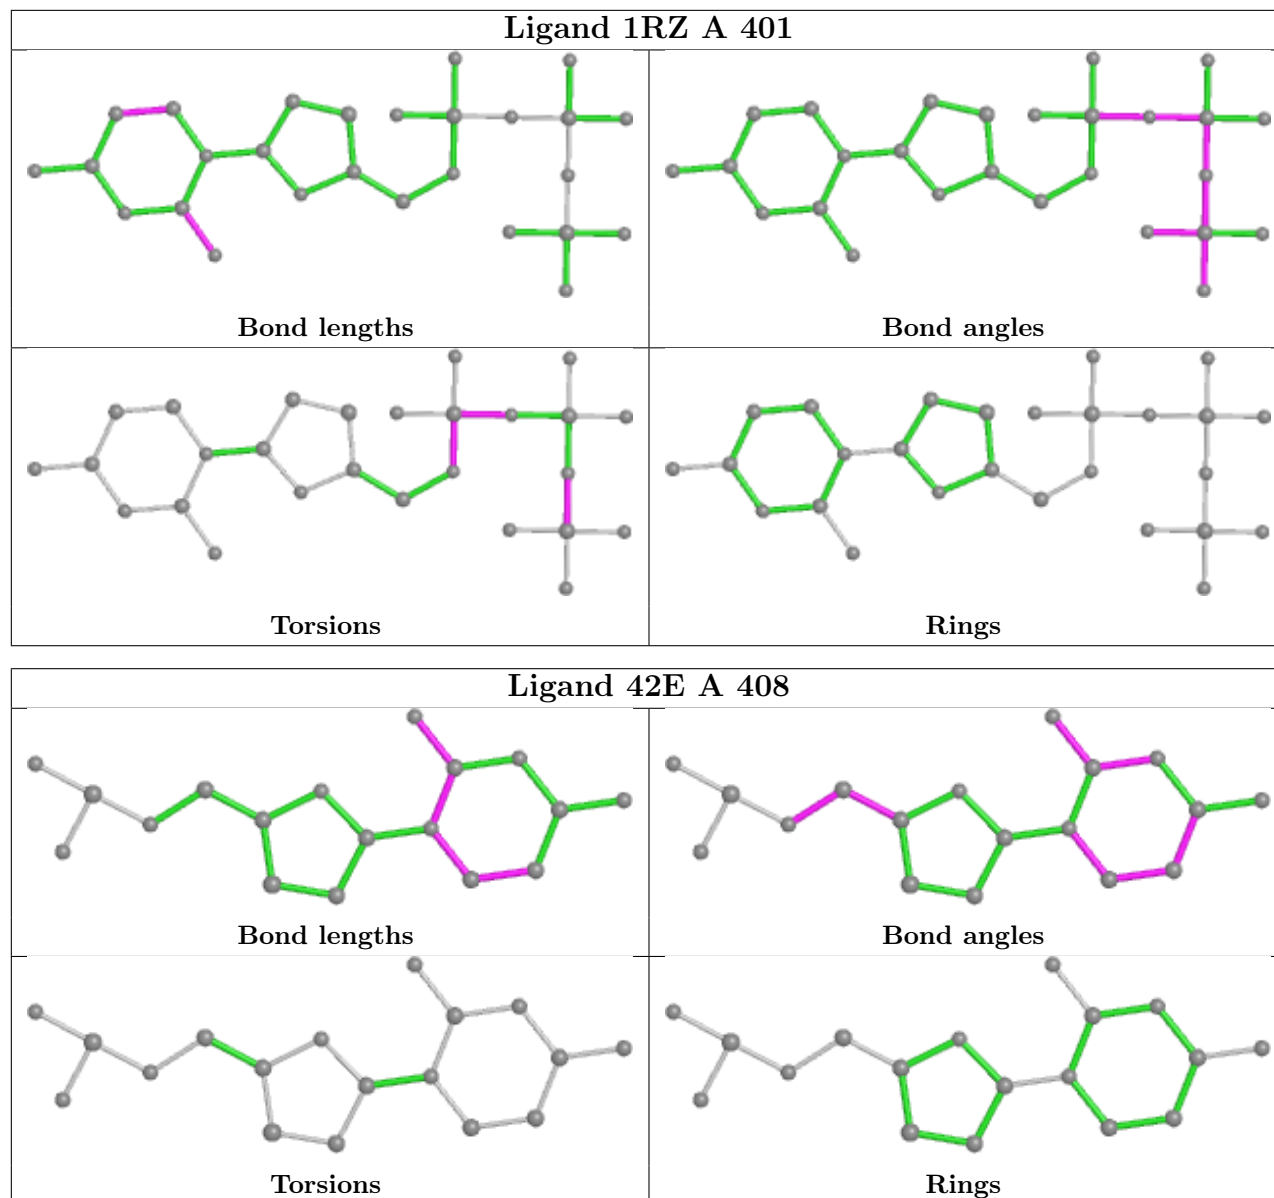 Ligand 1RZ A 401
Bond lengths
Bond angles
Torsions
Rings
Ligand 42E A 408
Bond lengths
Bond angles
Torsions
Rings